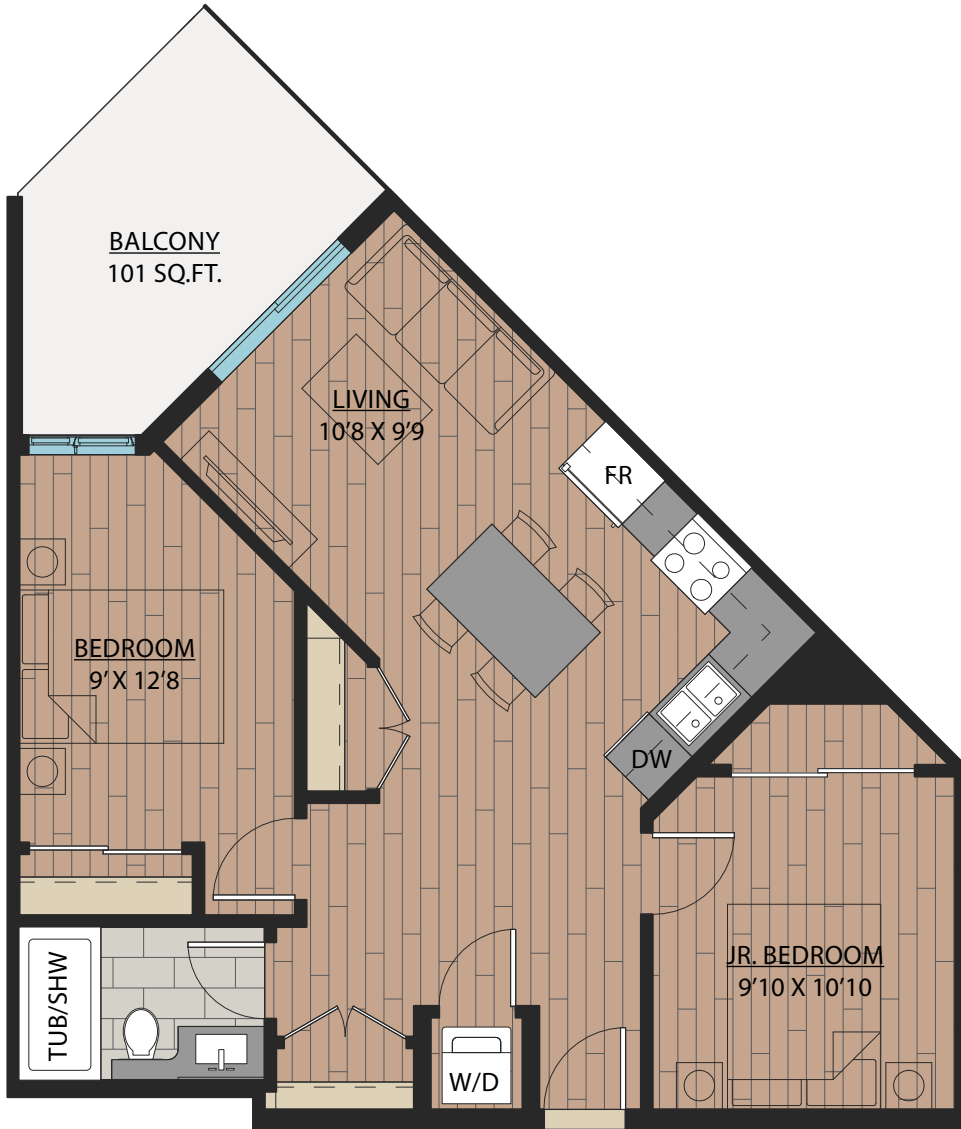 BALCONY
101 SQ.FT.
LIVING
10'8 X 9'9
FR
BEDROOM
9' X 12'8
DW
JR. BEDROOM
9'10 X 10'10
TUB/SHW
W/D